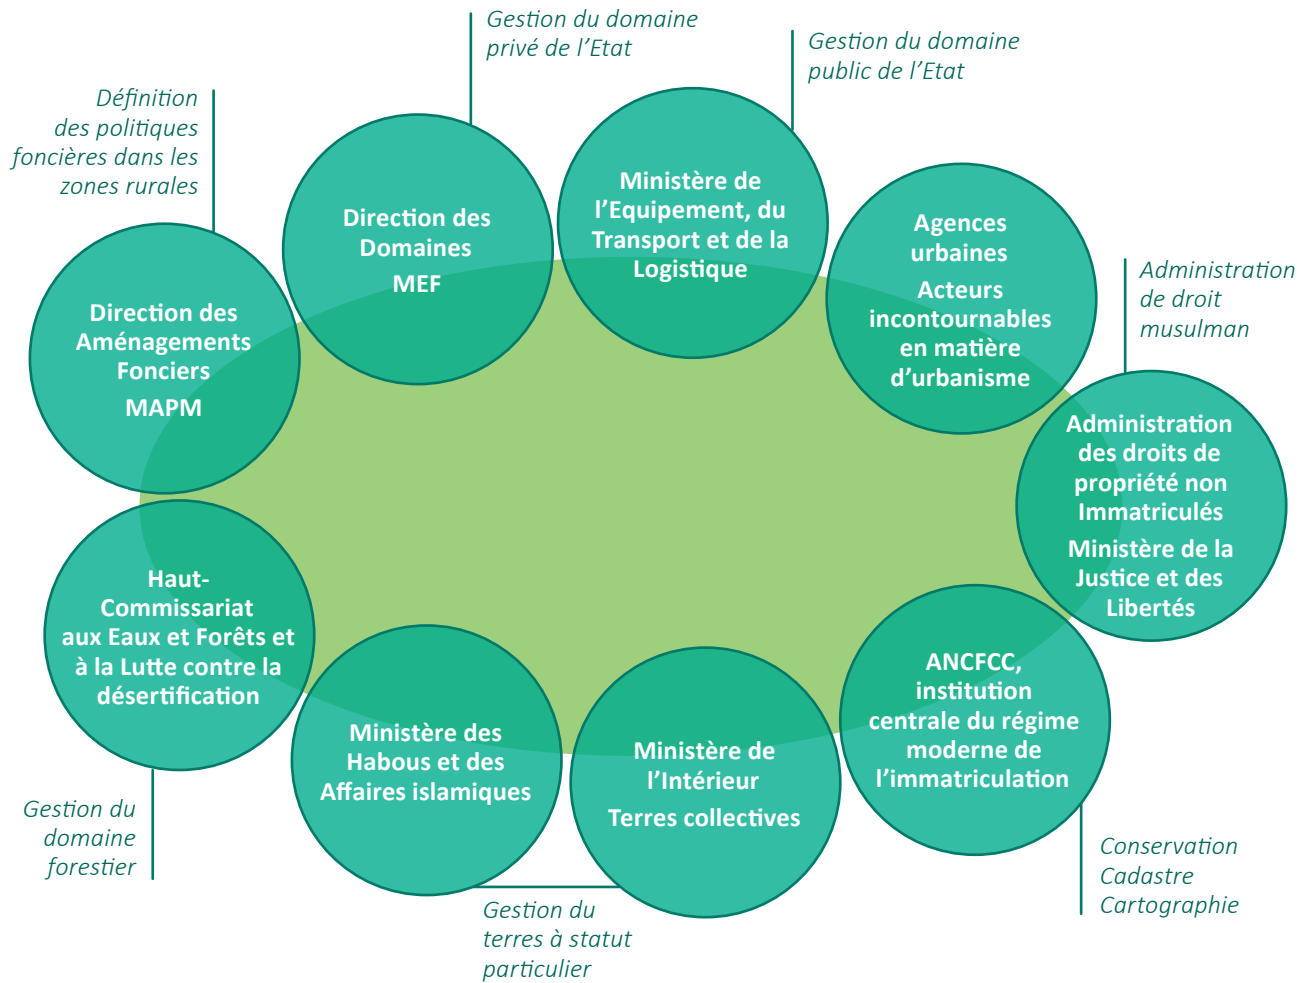 Gestion du domaine
privé de l’Etat
Gestion du domaine
public de l’Etat
Définition
des politiques
foncières dans les
zones rurales
Direction des
Domaines
MEF
Ministère de
l’Equipement, du
Transport et de la
Logistique
Agences
urbaines
Acteurs
incontournables
en matière
d’urbanisme
Administration
de droit
musulman
Direction des
Aménagements
Fonciers
MAPM
Administration
des droits de
propriété non
Immatriculés
Ministère de la
Justice et des
Libertés
Haut-
Commissariat
aux Eaux et Forêts et
à la Lutte contre la
désertification
Ministère des
Habous et des
Affaires islamiques
Ministère de
l’Intérieur
Terres collectives
ANCFCC,
institution
centrale du régime
moderne de
l’immatriculation
Gestion du
domaine
forestier
Gestion du
terres à statut
particulier
Conservation
Cadastre
Cartographie